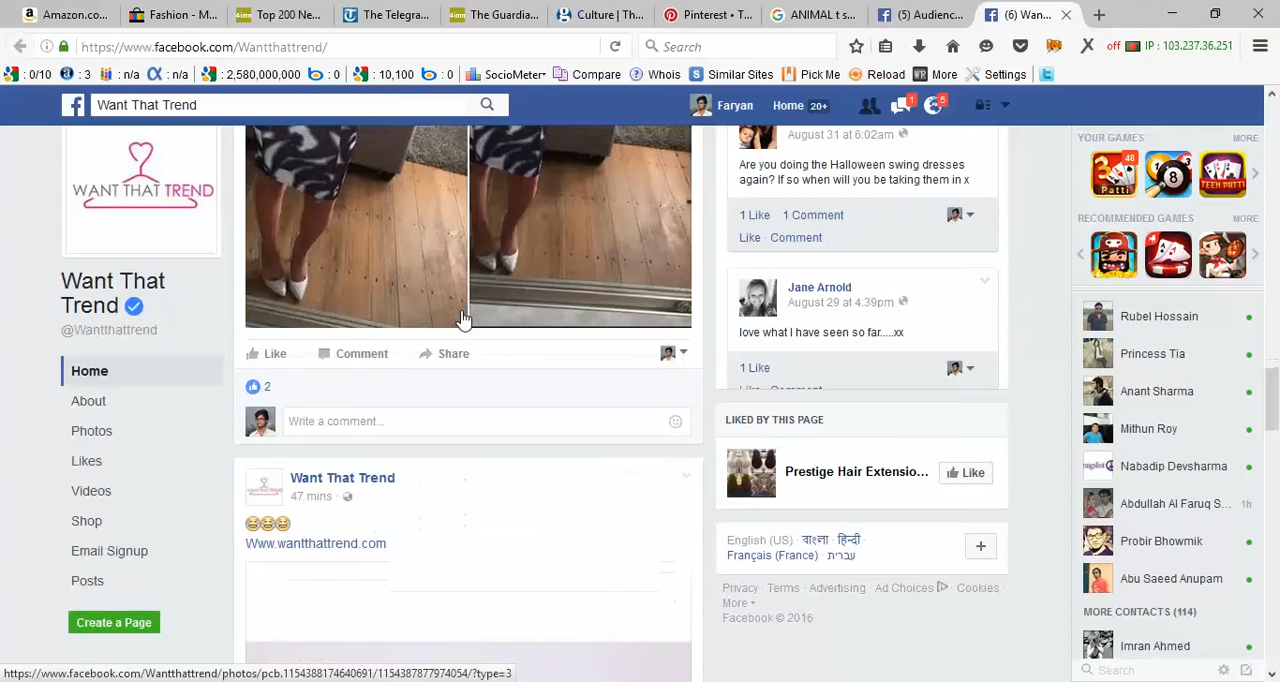 Amazon.co...
Fashion - M...
Top 200 Ne...
The Telegra...
The Guardia...
Culture | Th...
Pinterest • T...
ANIMAL t s...
(5) Audienc...
(6) Wan...
https://www.facebook.com/Wantthattrend/
Search
off
IP : 103.237.36.251
: 0/10
: 3
: n/a
: n/a
: 2,580,000,000
: 0
: 10,100
: 0
SocioMeter
Compare
Whois
Similar Sites
Pick Me
Reload
More
Settings
Want That Trend
Faryan
Home 20+
1
5
WANT THAT TREND
Want That
Trend
@Wantthattrend
Home
About
Photos
Likes
Videos
Shop
Email Signup
Posts
Create a Page
Like
Comment
Share
2
Write a comment...
Want That Trend
47 mins
Www.wantthattrend.com
August 31 at 6:02am
Are you doing the Halloween swing dresses
again? If so when will you be taking them in x
1 Like 1 Comment
Like · Comment
Jane Arnold
August 29 at 4:39pm
love what I have seen so far.....xx
1 Like
Like · Comment
LIKED BY THIS PAGE
Prestige Hair Extensio...
Like
English (US) · বাংলা · हिन्दी ·
Français (France) · עברית
Privacy · Terms · Advertising · Ad Choices · Cookies ·
More
Facebook © 2016
YOUR GAMES
MORE
3 Patti
48
8
TEEN PATTI
RECOMMENDED GAMES
MORE
Rubel Hossain
Princess Tia
Anant Sharma
Mithun Roy
Nabadip Devsharma
Abdullah Al Faruq S...
1h
Probir Bhowmik
Abu Saeed Anupam
MORE CONTACTS (114)
Imran Ahmed
Search
https://www.facebook.com/Wantthattrend/photos/pcb.1154388174640691/1154387877974054/?type=3